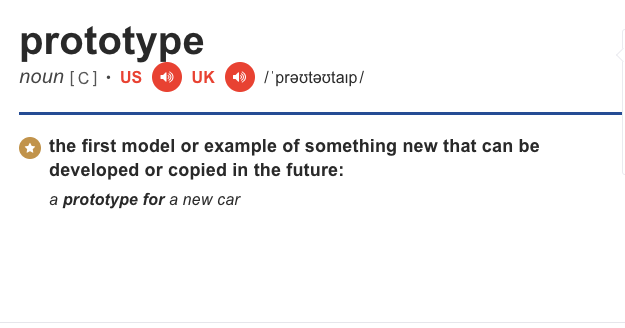 prototype
noun [ C ] • US UK /ˈprəʊtəʊtaɪp/
the first model or example of something new that can be
developed or copied in the future:
a prototype for a new car